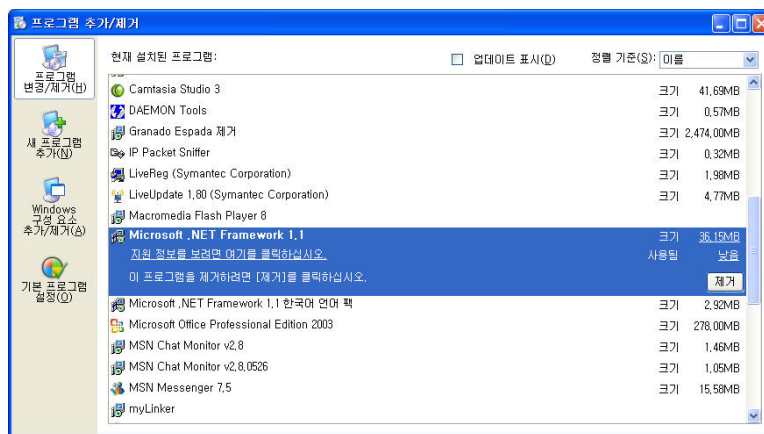 프로그램 추가/제거
프로그램
변경/제거(H)
새 프로그램
추가(N)
Windows
구성 요소
추가/제거(A)
기본 프로그램
설정(O)
현재 설치된 프로그램: 업데이트 표시(D) 정렬 기준(S): 이름
Camtasia Studio 3 크기 41,69MB
DAEMON Tools 크기 0,57MB
Granado Espada 제거 크기 2,474,00MB
IP Packet Sniffer 크기 0,32MB
LiveReg (Symantec Corporation) 크기 1,98MB
LiveUpdate 1,80 (Symantec Corporation) 크기 4,77MB
Macromedia Flash Player 8
Microsoft ,NET Framework 1,1 크기 36,15MB
지원 정보를 보려면 여기를 클릭하십시오. 사용됨 낮음
이 프로그램을 제거하려면 [제거]를 클릭하십시오. 제거
Microsoft ,NET Framework 1,1 한국어 언어 팩 크기 2,92MB
Microsoft Office Professional Edition 2003 크기 278,00MB
MSN Chat Monitor v2,8 크기 1,46MB
MSN Chat Monitor v2,8,0526 크기 1,05MB
MSN Messenger 7,5 크기 15,58MB
myLinker